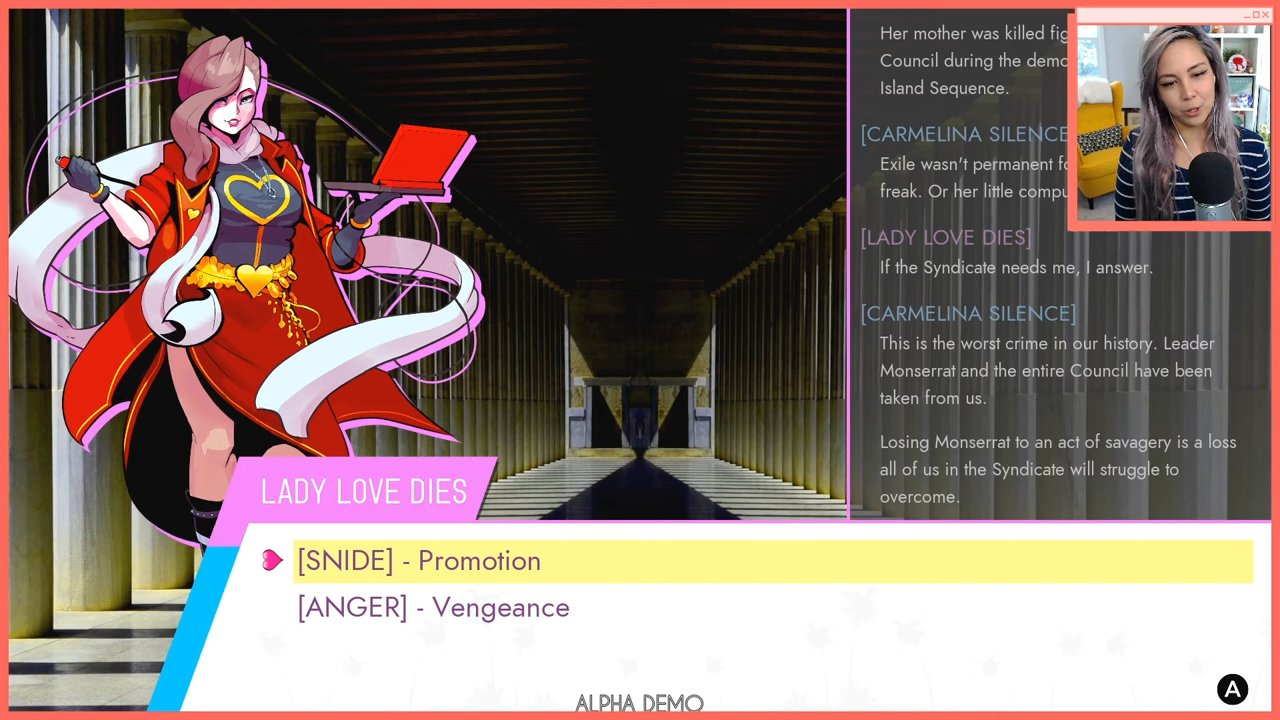 Her mother was killed
Council during the
Island Sequence.
[CARMELINA SILENCE
Exile wasn't permanent
freak. Or her little
[LADY LOVE DIES]
If the Syndicate needs me, I answer.
[CARMELINA SILENCE]
This is the worst crime in our history. Leader
Monserrat and the entire Council have been
taken from us.
Losing Monserrat to an act of savagery is a loss
all of us in the Syndicate will struggle to
overcome.
LADY LOVE DIES
[SNIDE] - Promotion
[ANGER] - Vengeance
A
ALPHA DEMO